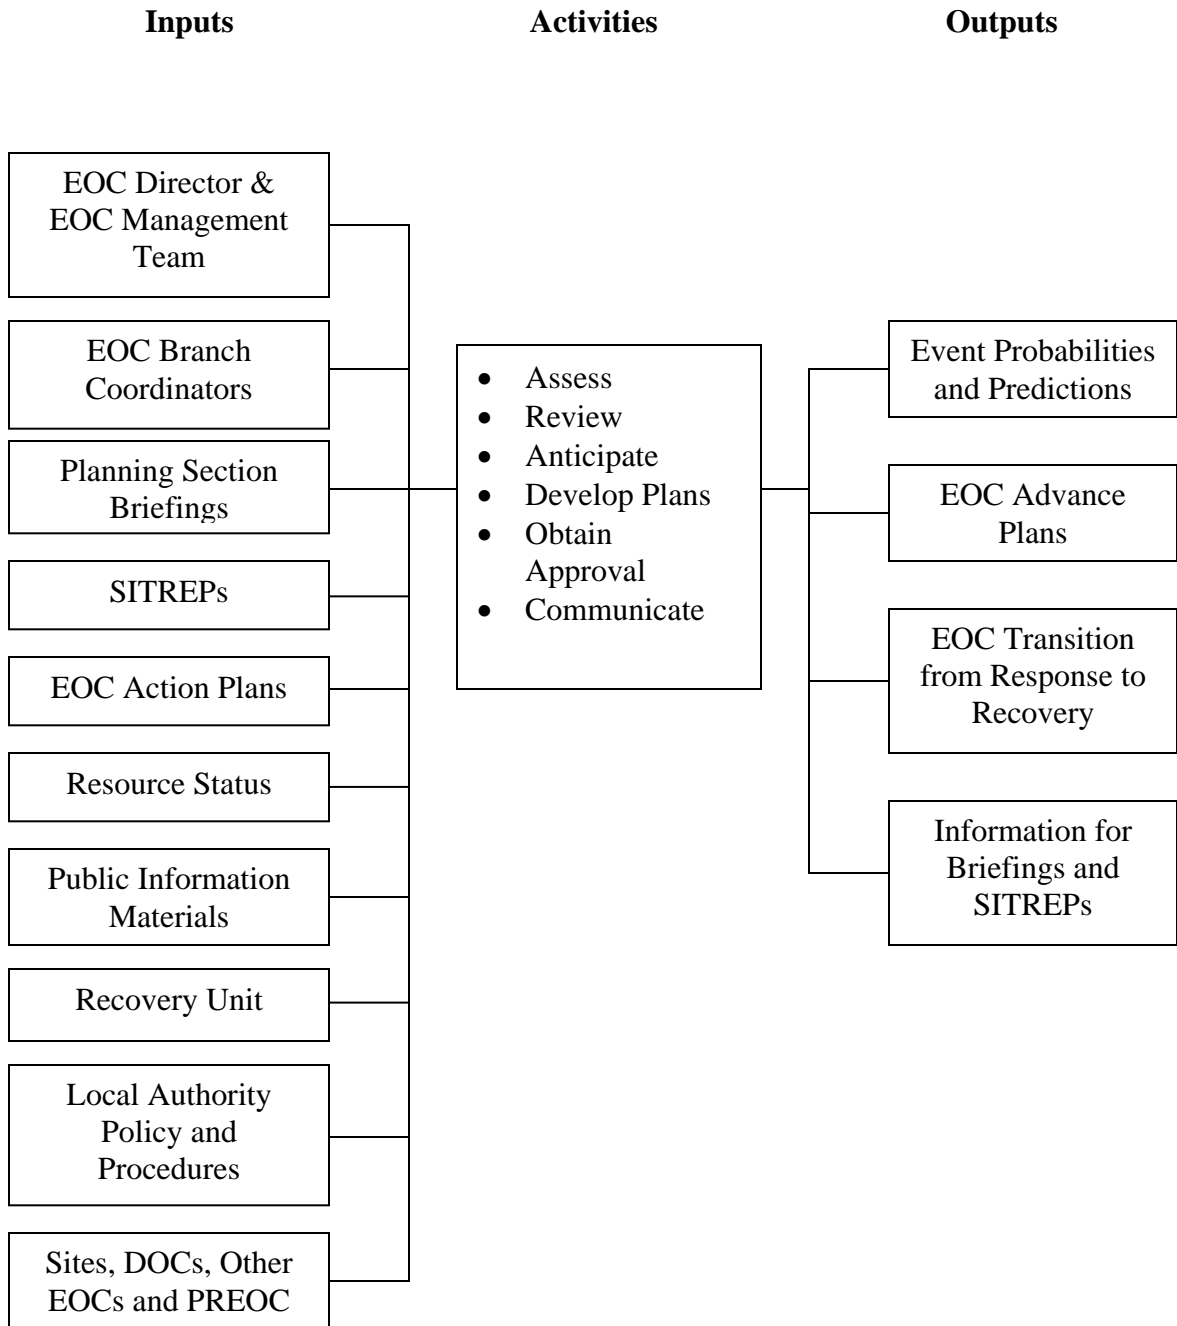 Inputs
Activities
Outputs
EOC Director &
EOC Management
Team
EOC Branch
Coordinators
Planning Section
Briefings
SITREPs
EOC Action Plans
Resource Status
Public Information
Materials
Recovery Unit
Local Authority
Policy and
Procedures
Sites, DOCs, Other
EOCs and PREOC
• Assess
• Review
• Anticipate
• Develop Plans
• Obtain
Approval
• Communicate
Event Probabilities
and Predictions
EOC Advance
Plans
EOC Transition
from Response to
Recovery
Information for
Briefings and
SITREPs